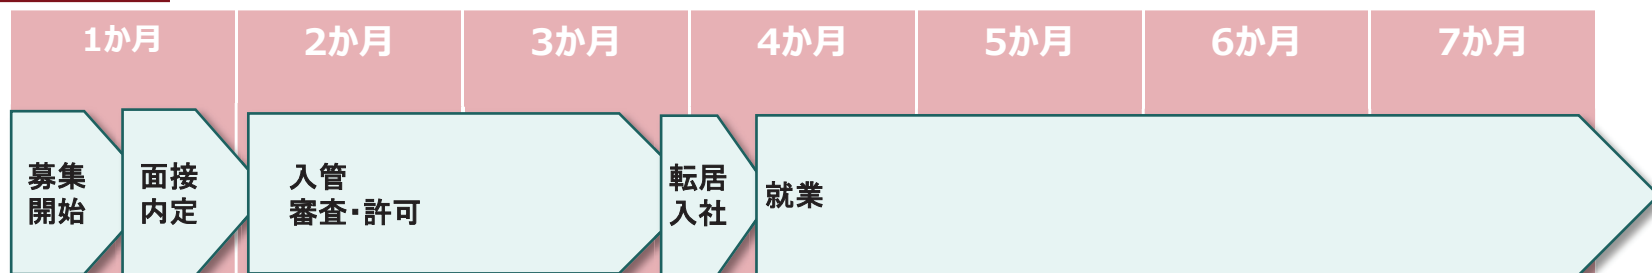 1か月 2か月 3か月 4か月 5か月 6か月 7か月
募集
開始
面接
内定
入管
審査・許可
転居
入社
就業